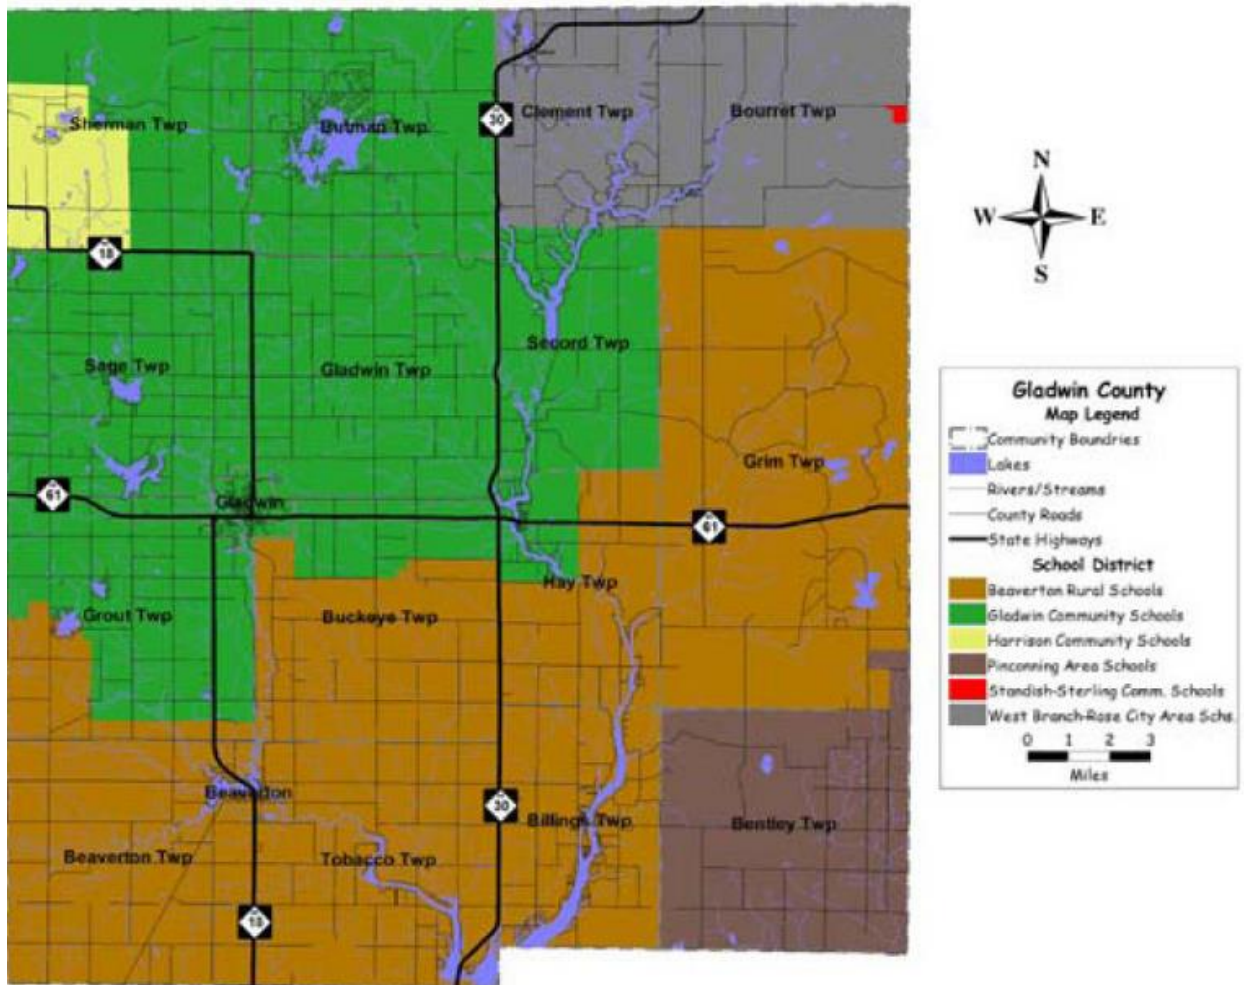 Clement Twp
Bourret Twp
Sherman Twp
Butman Twp
30
N
W E
S
18
Secord Twp
Sage Twp
Gladwin Twp
Grim Twp
61
Gladwin
61
Hay Twp
Grout Twp
Buckeye Twp
Beaverton
30
Billings Twp
Bentley Twp
Beaverton Twp
Tobacco Twp
18
Gladwin County
Map Legend
Community Boundries
Lakes
Rivers/Streams
County Roads
State Highways
School District
Beaverton Rural Schools
Gladwin Community Schools
Harrison Community Schools
Pinconning Area Schools
Standish-Sterling Comm. Schools
West Branch-Rose City Area Schs.
0 1 2 3
Miles